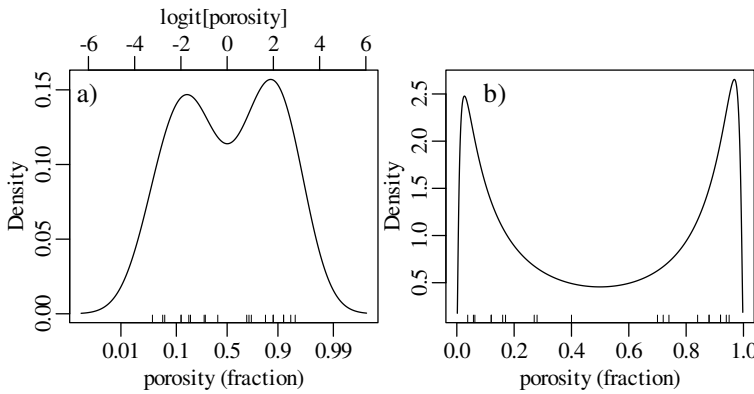 logit[porosity]
-6 -4 -2 0 2 4 6
a)
Density
0.00 0.05 0.10 0.15
0.01 0.1 0.5 0.9 0.99
porosity (fraction)
b)
Density
0.5 1.0 1.5 2.0 2.5
0.0 0.2 0.4 0.6 0.8 1.0
porosity (fraction)